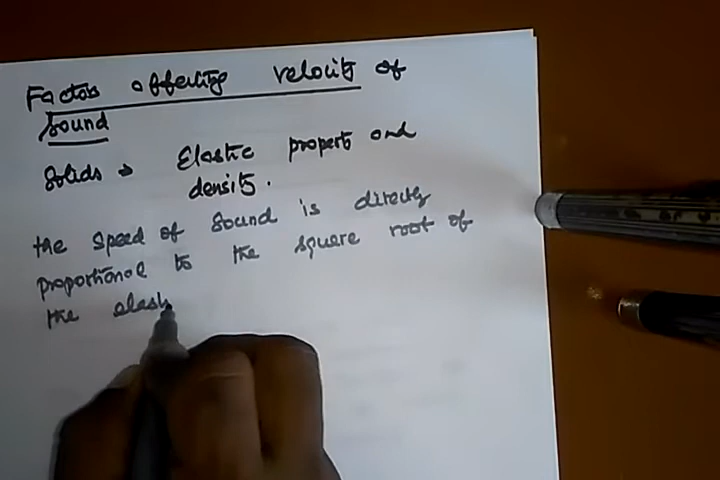 Factors affecting velocity of
Sound
Solids → Elastic property and
density.
the speed of sound is directly
proportional to the square root of
the elast